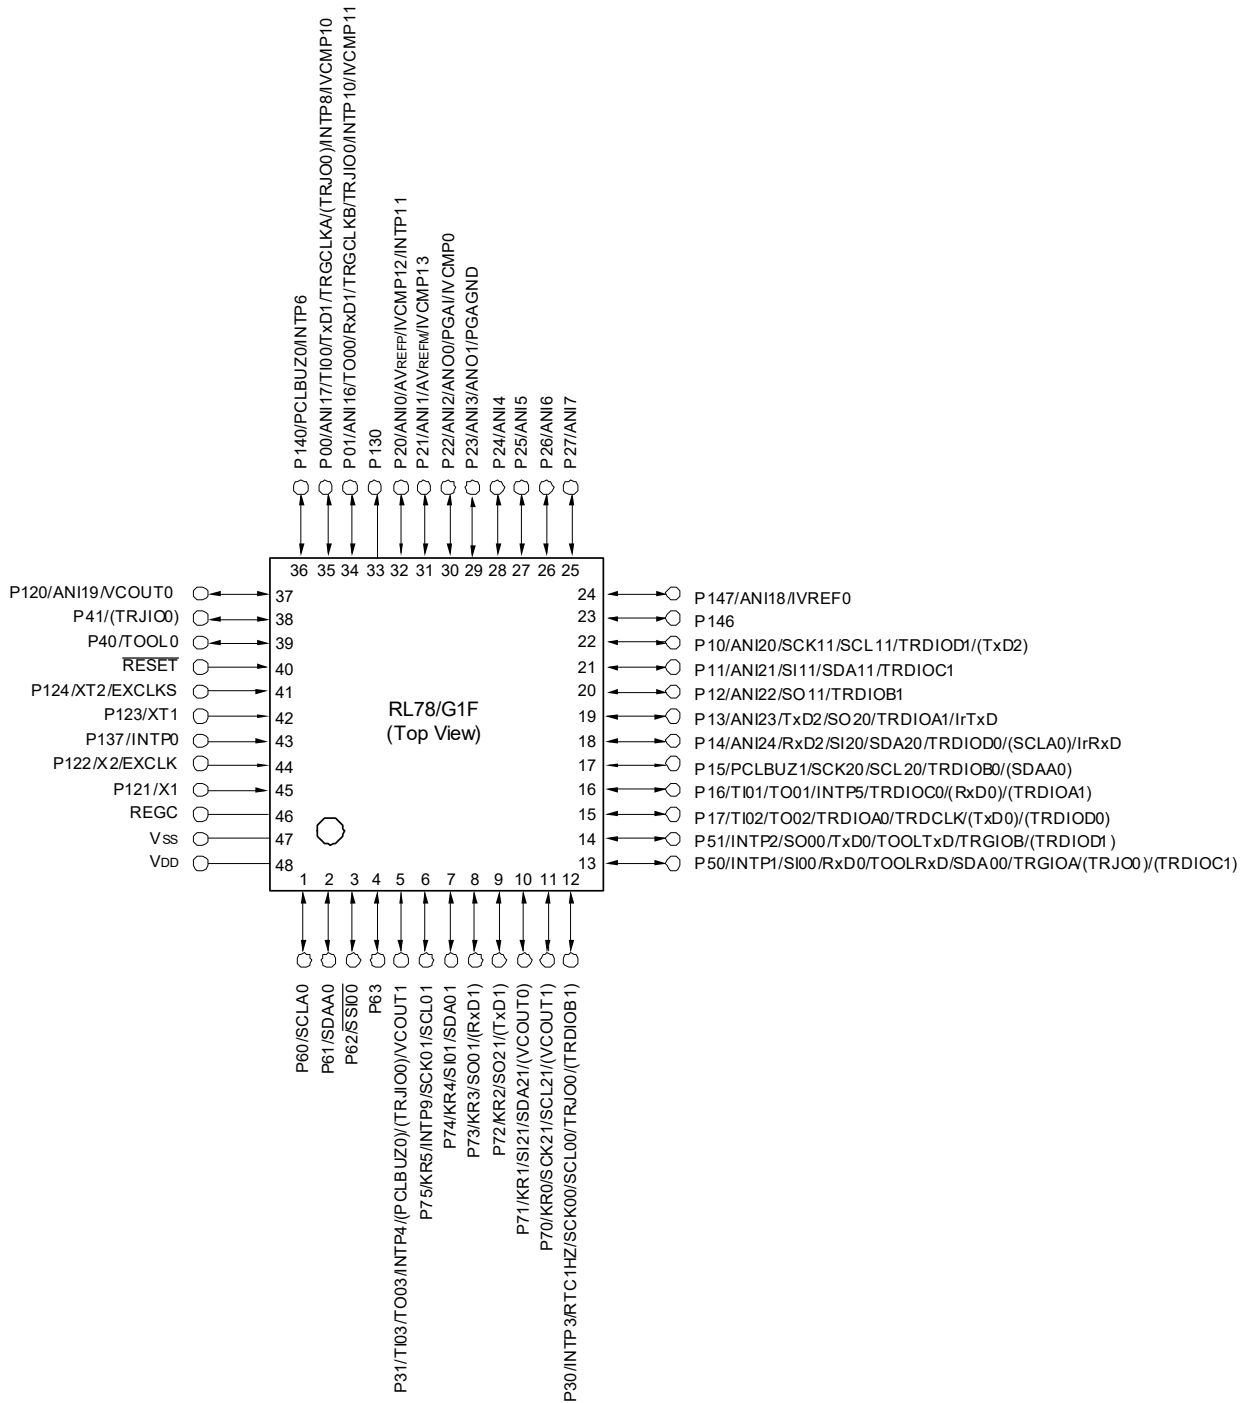 P140/PCLBUZ0/INTP6
P00/ANI17/TI00/TxD1/TRGCLKA/(TRJO0)/INTP8/IVCMP10
P01/ANI16/TO00/RxD1/TRGCLKB/TRJIO0/INTP10/IVCMP11
P130
P20/ANI0/AVREFP/IVCMP12/INTP11
P21/ANI1/AVREFM/IVCMP13
P22/ANI2/ANO0/PGAI/IVCMP0
P23/ANI3/ANO1/PGAGND
P24/ANI4
P25/ANI5
P26/ANI6
P27/ANI7
36 35 34 33 32 31 30 29 28 27 26 25
P120/ANI19/VCOUT0 37
P41/(TRJIO0) 38
P40/TOOL0 39
RESET 40
P124/XT2/EXCLKS 41
P123/XT1 42
P137/INTP0 43
P122/X2/EXCLK 44
P121/X1 45
REGC 46
VSS 47
VDD 48
RL78/G1F
(Top View)
24 P147/ANI18/IVREF0
23 P146
22 P10/ANI20/SCK11/SCL11/TRDIOD1/(TxD2)
21 P11/ANI21/SI11/SDA11/TRDIOC1
20 P12/ANI22/SO11/TRDIOB1
19 P13/ANI23/TxD2/SO20/TRDIOA1/IrTxD
18 P14/ANI24/RxD2/SI20/SDA20/TRDIOD0/(SCLA0)/IrRxD
17 P15/PCLBUZ1/SCK20/SCL20/TRDIOB0/(SDAA0)
16 P16/TI01/TO01/INTP5/TRDIOC0/(RxD0)/(TRDIOA1)
15 P17/TI02/TO02/TRDIOA0/TRDCLK/(TxD0)/(TRDIOD0)
14 P51/INTP2/SO00/TxD0/TOOLTxD/TRGIOB/(TRDIOD1)
13 P50/INTP1/SI00/RxD0/TOOLRxD/SDA00/TRGIOA/(TRJO0)/(TRDIOC1)
1 2 3 4 5 6 7 8 9 10 11 12
P60/SCLA0
P61/SDAA0
P62/SSI00
P63
P31/TI03/TO03/INTP4/(PCLBUZ0)/(TRJIO0)/VCOUT1
P75/KR5/INTP9/SCK01/SCL01
P74/KR4/SI01/SDA01
P73/KR3/SO01/(RxD1)
P72/KR2/SO21/(TxD1)
P71/KR1/SI21/SDA21/(VCOUT0)
P70/KR0/SCK21/SCL21/(VCOUT1)
P30/INTP3/RTC1HZ/SCK00/SCL00/TRJO0/(TRDIOB1)